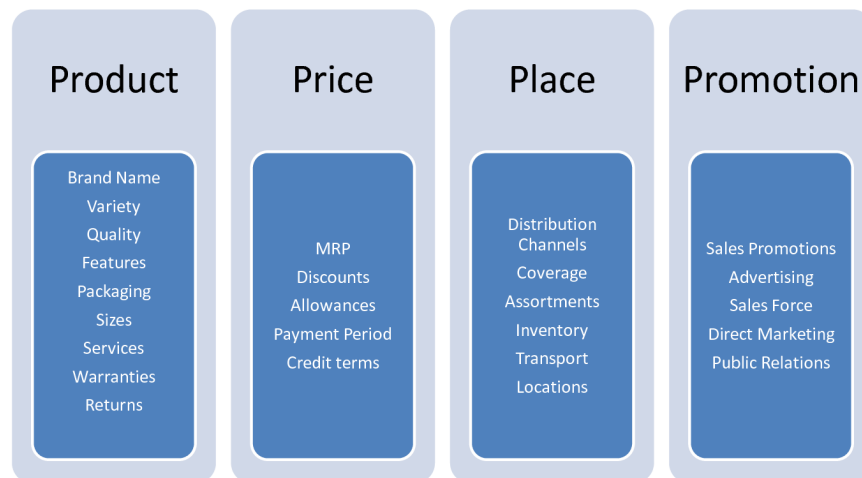 Product
Brand Name
Variety
Quality
Features
Packaging
Sizes
Services
Warranties
Returns
Price
MRP
Discounts
Allowances
Payment Period
Credit terms
Place
Distribution
Channels
Coverage
Assortments
Inventory
Transport
Locations
Promotion
Sales Promotions
Advertising
Sales Force
Direct Marketing
Public Relations